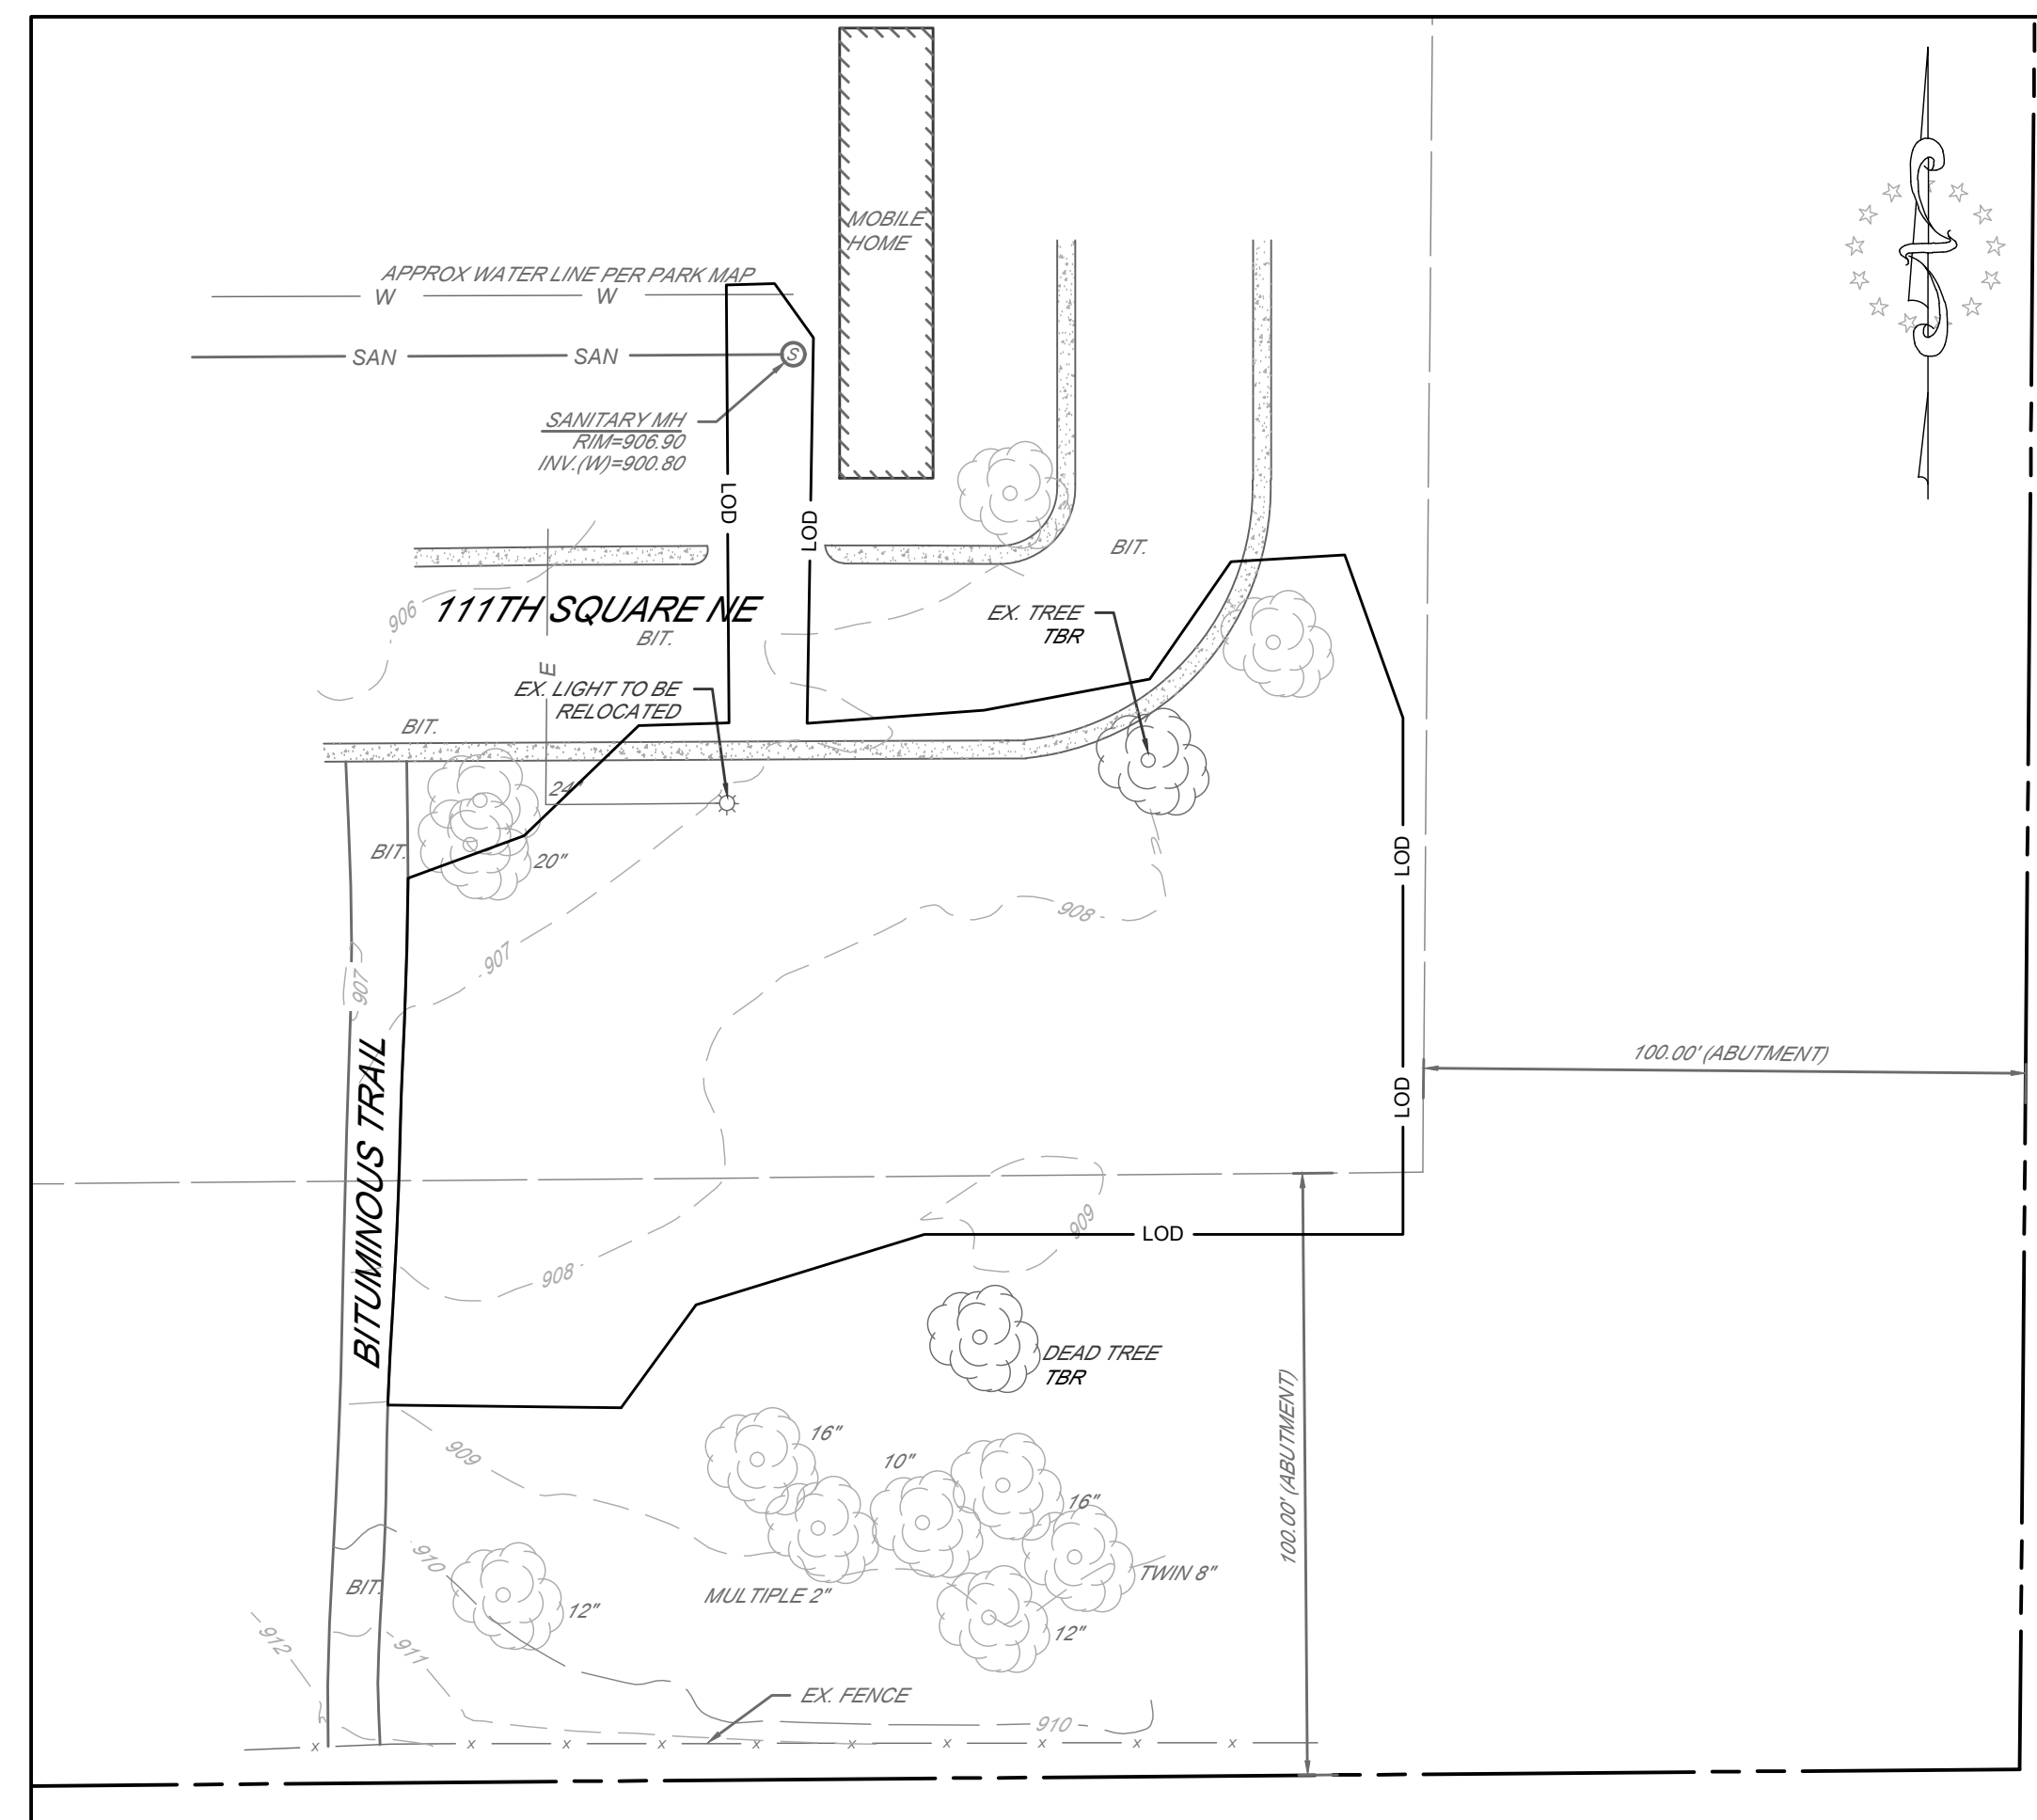 MOBILE
HOME
APPROX WATER LINE PER PARK MAP
W W
SAN SAN
S
SANITARY MH
RIM=906.90
INV.(W)=900.80
LOD
LOD
BIT.
906
111TH SQUARE NE
BIT.
EX. TREE
TBR
E
EX. LIGHT TO BE
RELOCATED
BIT.
24"
BIT.
20"
LOD
908
907
907
BITUMINOUS TRAIL
100.00' (ABUTMENT)
LOD
909
LOD
908
DEAD TREE
TBR
100.00' (ABUTMENT)
16"
909
10"
16"
910
TWIN 8"
BIT.
MULTIPLE 2"
12"
12"
912
911
EX. FENCE
910
x x x x x x x x x x